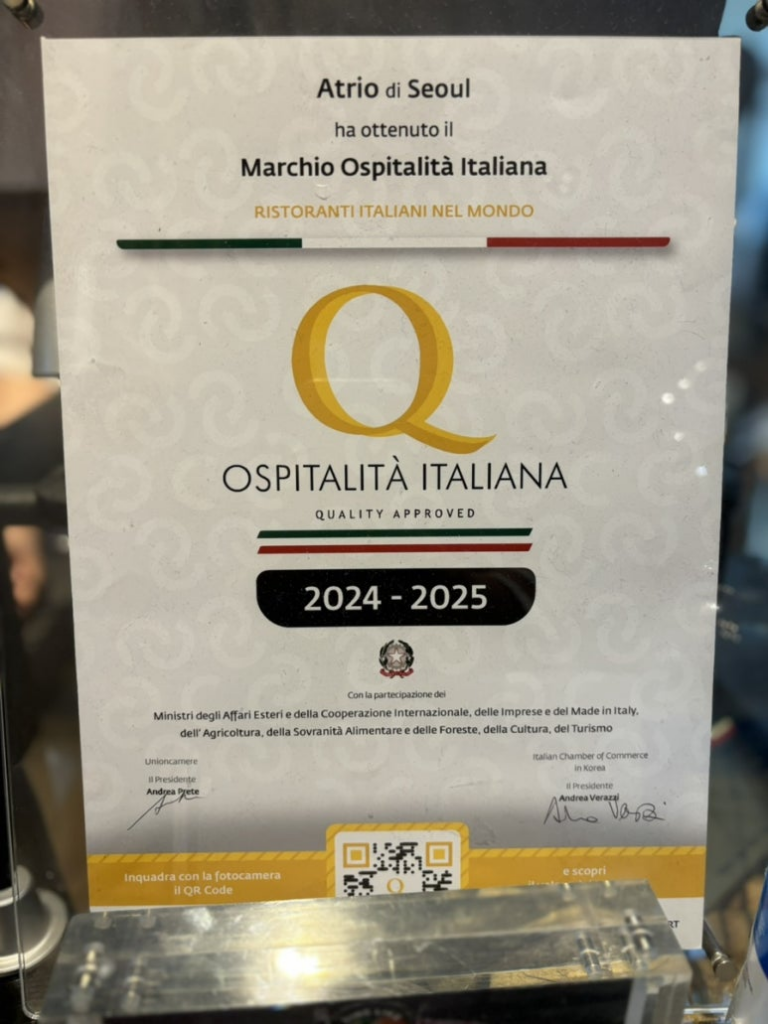 Atrio di Seoul
ha ottenuto il
Marchio Ospitalità Italiana
RISTORANTI ITALIANI NEL MONDO
Q
OSPITALITÀ ITALIANA
QUALITY APPROVED
2024 - 2025
Con la partecipazione dei
Ministri degli Affari Esteri e della Cooperazione Internazionale, delle Imprese e del Made in Italy,
dell' Agricoltura, della Sovranità Alimentare e delle Foreste, della Cultura, del Turismo
Unioncamere
Il Presidente
Andrea Prete
Italian Chamber of Commerce
in Korea
Il Presidente
Andrea Verazzi
Inquadra con la fotocamera
il QR Code
Q
e scopri